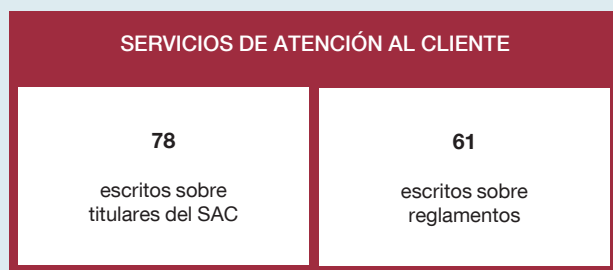 SERVICIOS DE ATENCIÓN AL CLIENTE
78
escritos sobre
titulares del SAC
61
escritos sobre
reglamentos